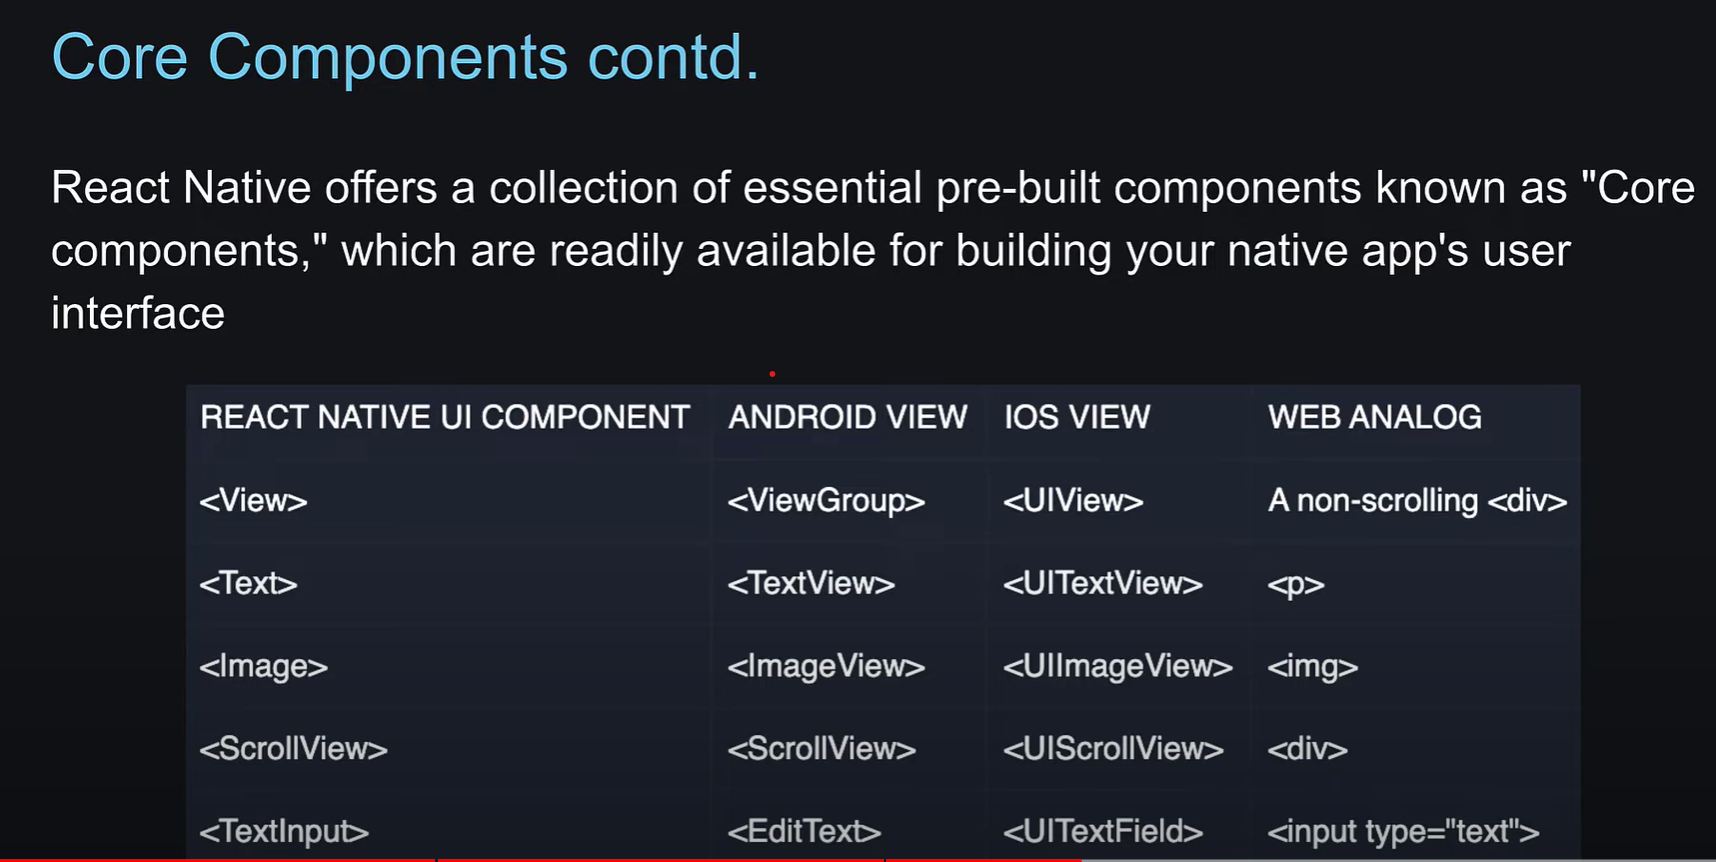 Core Components contd.
React Native offers a collection of essential pre-built components known as "Core
components," which are readily available for building your native app's user
interface
REACT NATIVE UI COMPONENT ANDROID VIEW IOS VIEW WEB ANALOG
<View> <ViewGroup> <UIView> A non-scrolling <div>
<Text> <TextView> <UITextView> <p>
<Image> <ImageView> <UIImageView> <img>
<ScrollView> <ScrollView> <UIScrollView> <div>
<TextInput> <EditText> <UITextField> <input type="text">